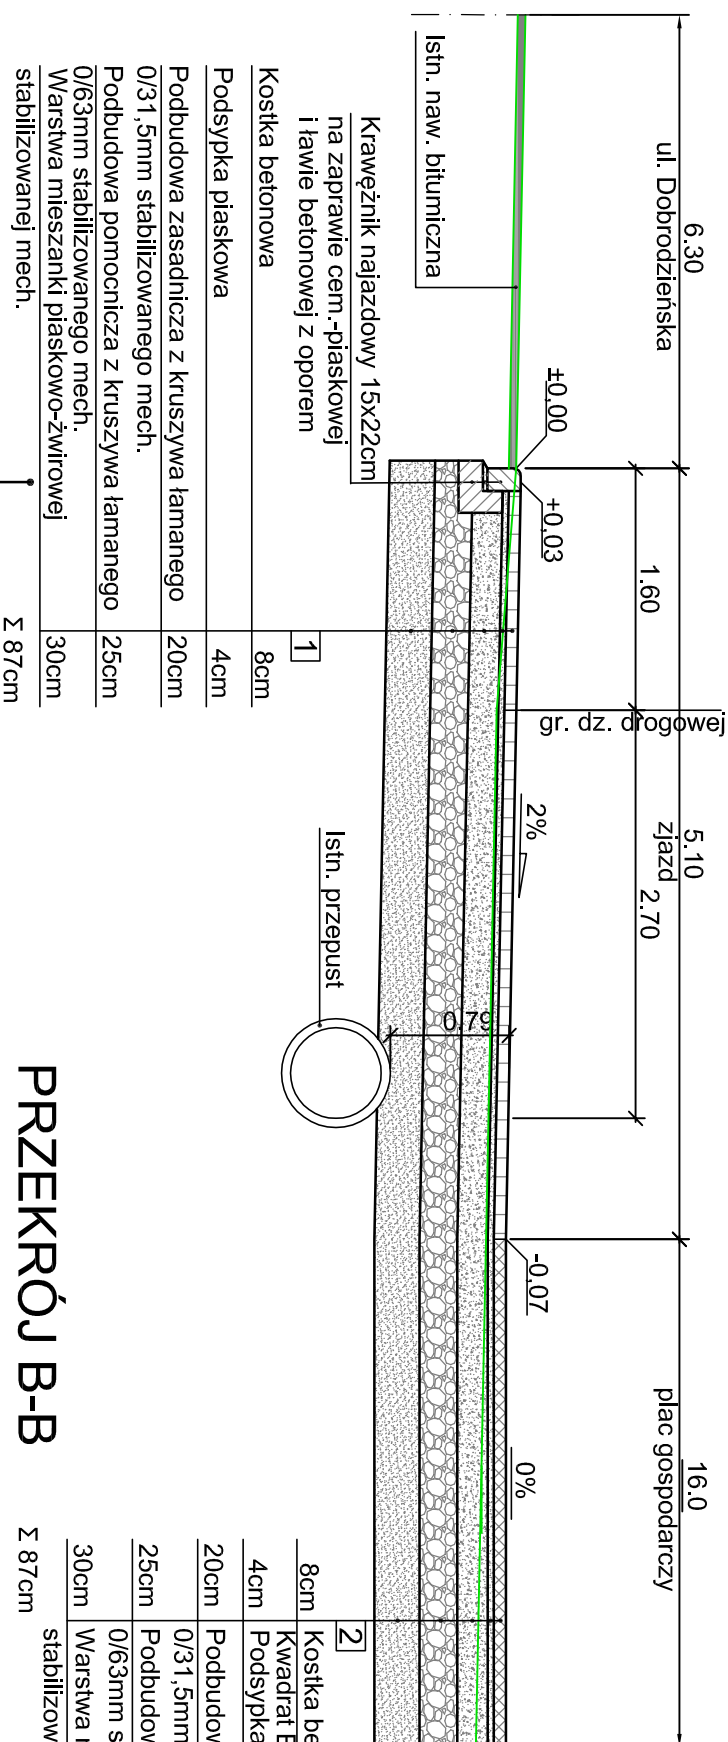 6.30
ul. Dobrodzieńska
5.10
zjazd
16.0
plac gospodarczy
1.60
2.70
gr. dz. drogowej
Istn. naw. bitumiczna
±0,00
+0,03
2%
-0,07
0%
0.79
Krawężnik najazdowy 15x22cm
na zaprawie cem.-piaskowej
i ławie betonowej z oporem
1
Kostka betonowa 8cm
Podsypka piaskowa 4cm
Podbudowa zasadnicza z kruszywa łamanego 20cm
0/31,5mm stabilizowanego mech.
Podbudowa pomocnicza z kruszywa łamanego 25cm
0/63mm stabilizowanego mech.
Warstwa mieszanki piaskowo-żwirowej 30cm
stabilizowanej mech.
Σ 87cm
Istn. przepust
PRZEKRÓJ B-B
2
8cm Kostka be
Kwadrat
4cm Podsypka
20cm Podbudow
0/31,5mm
25cm Podbudow
0/63mm s
30cm Warstwa
stabilizow
Σ 87cm